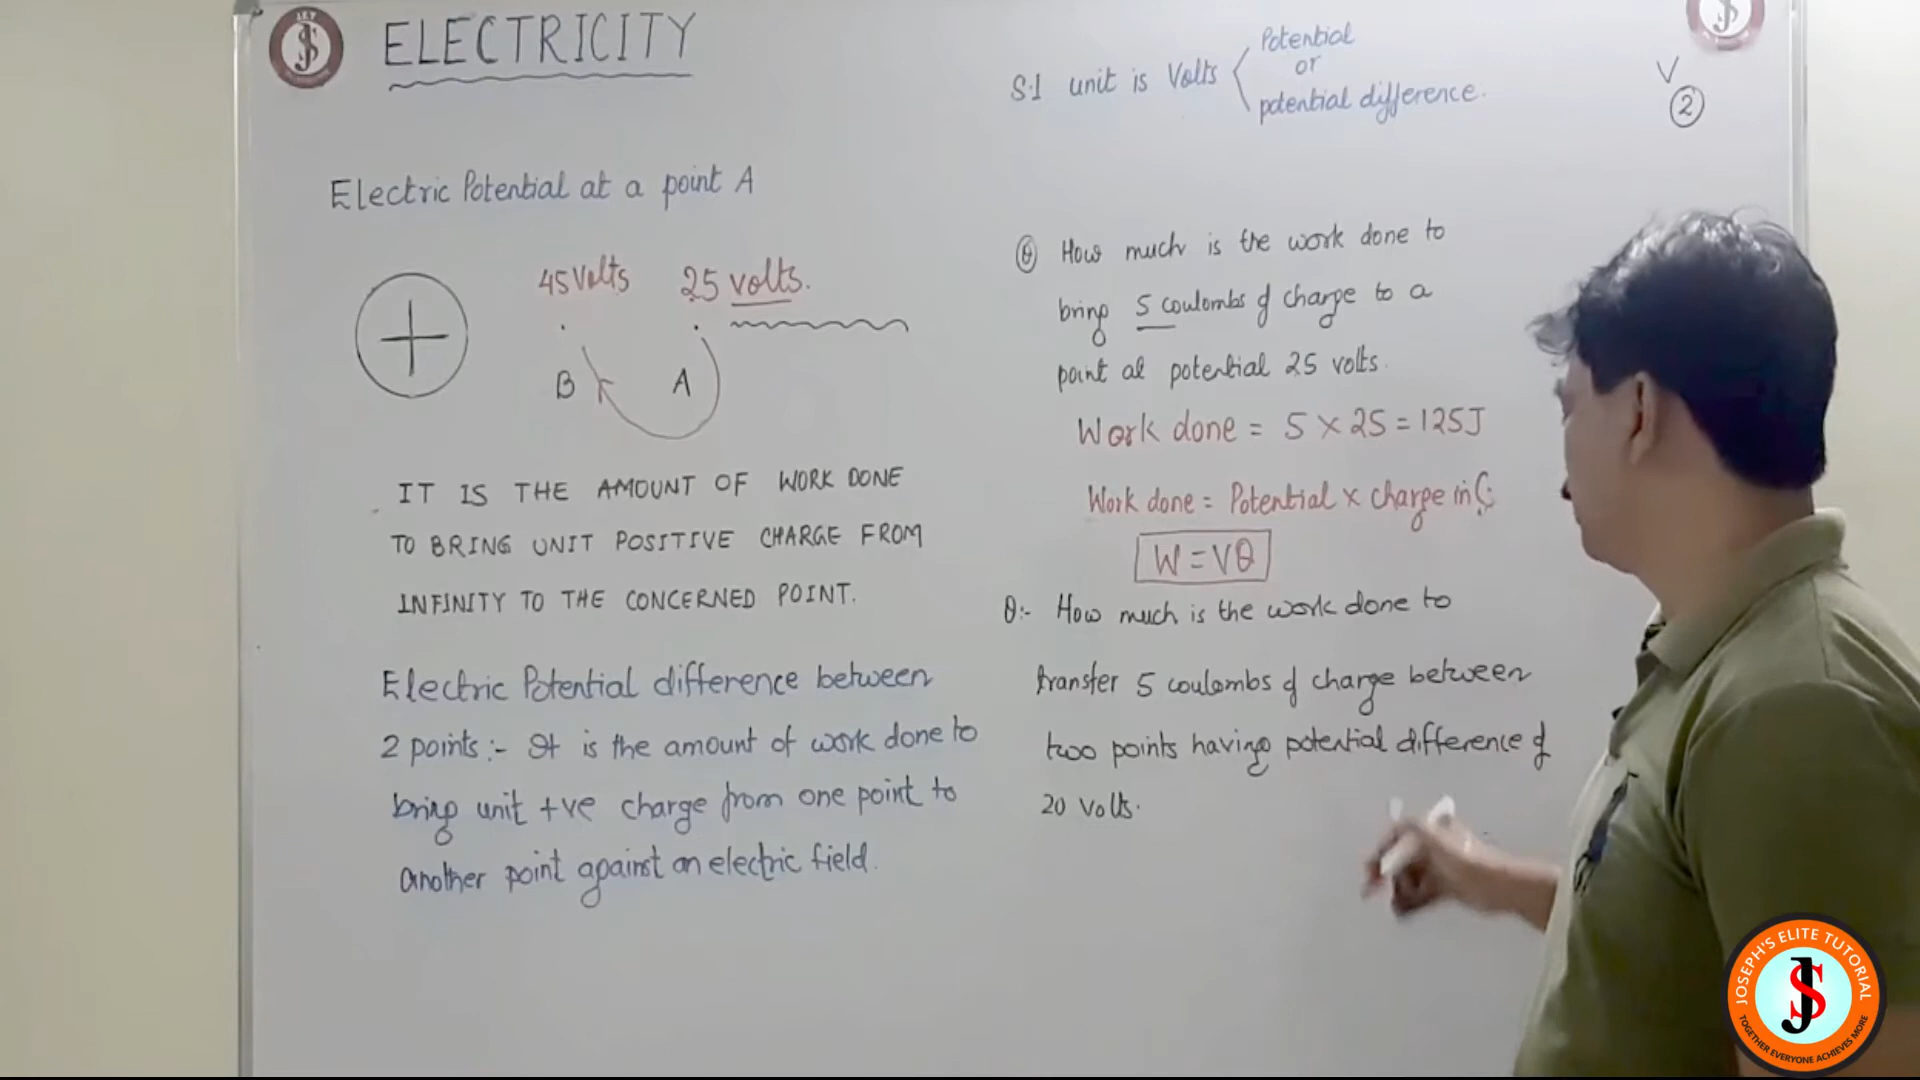 ELECTRICITY
S.I unit is Volts
Potential
or
potential difference.
V
2
Electric Potential at a point A
45 Volts 25 volts.
B A
IT IS THE AMOUNT OF WORK DONE
TO BRING UNIT POSITIVE CHARGE FROM
INFINITY TO THE CONCERNED POINT.
Electric Potential difference between
2 points :- It is the amount of work done to
bring unit +ve charge from one point to
another point against an electric field.
Q How much is the work done to
bring 5 coulombs of charge to a
point at potential 25 volts.
Work done = 5 × 25 = 125J
Work done = Potential × charge in C
W = VQ
Q:- How much is the work done to
transfer 5 coulombs of charge between
two points having potential difference of
20 volts.
JOSEPH'S ELITE TUTORIAL
JS
TOGETHER EVERYONE ACHIEVES MORE